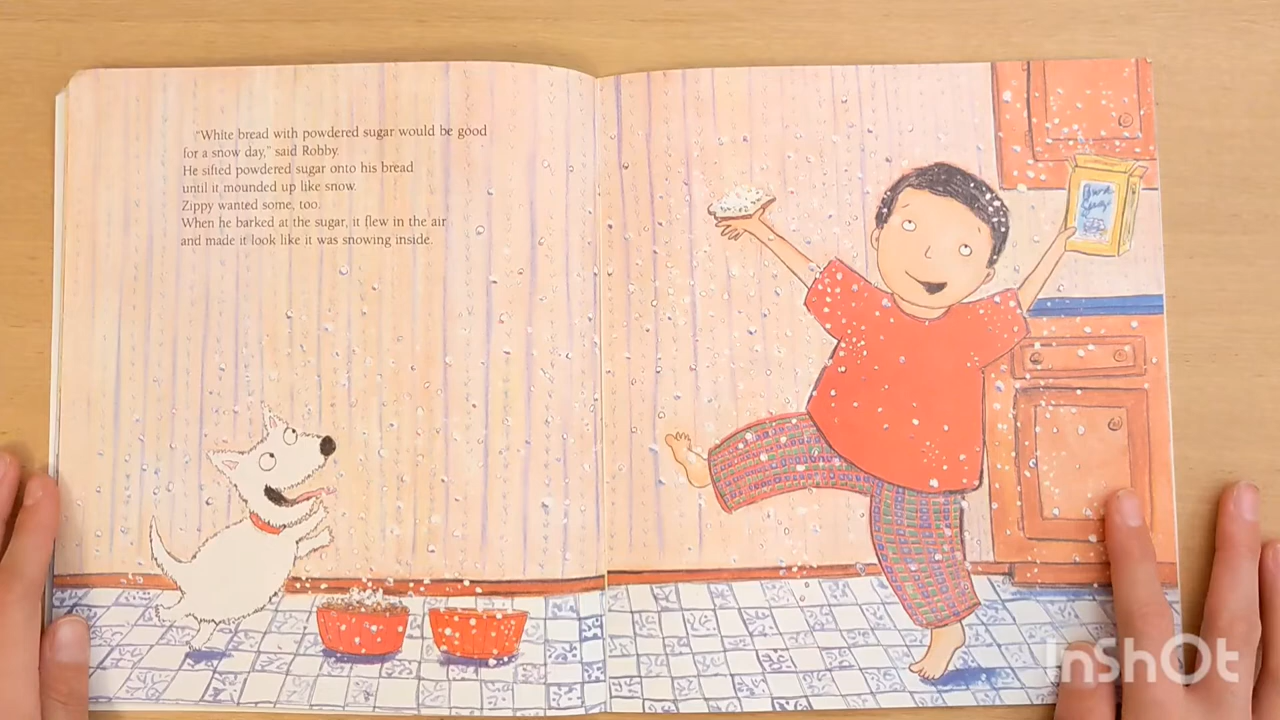 "White bread with powdered sugar would be good
for a snow day," said Robby.
He sifted powdered sugar onto his bread
until it mounded up like snow.
Zippy wanted some, too.
When he barked at the sugar, it flew in the air
and made it look like it was snowing inside.
Sugar
InShOt